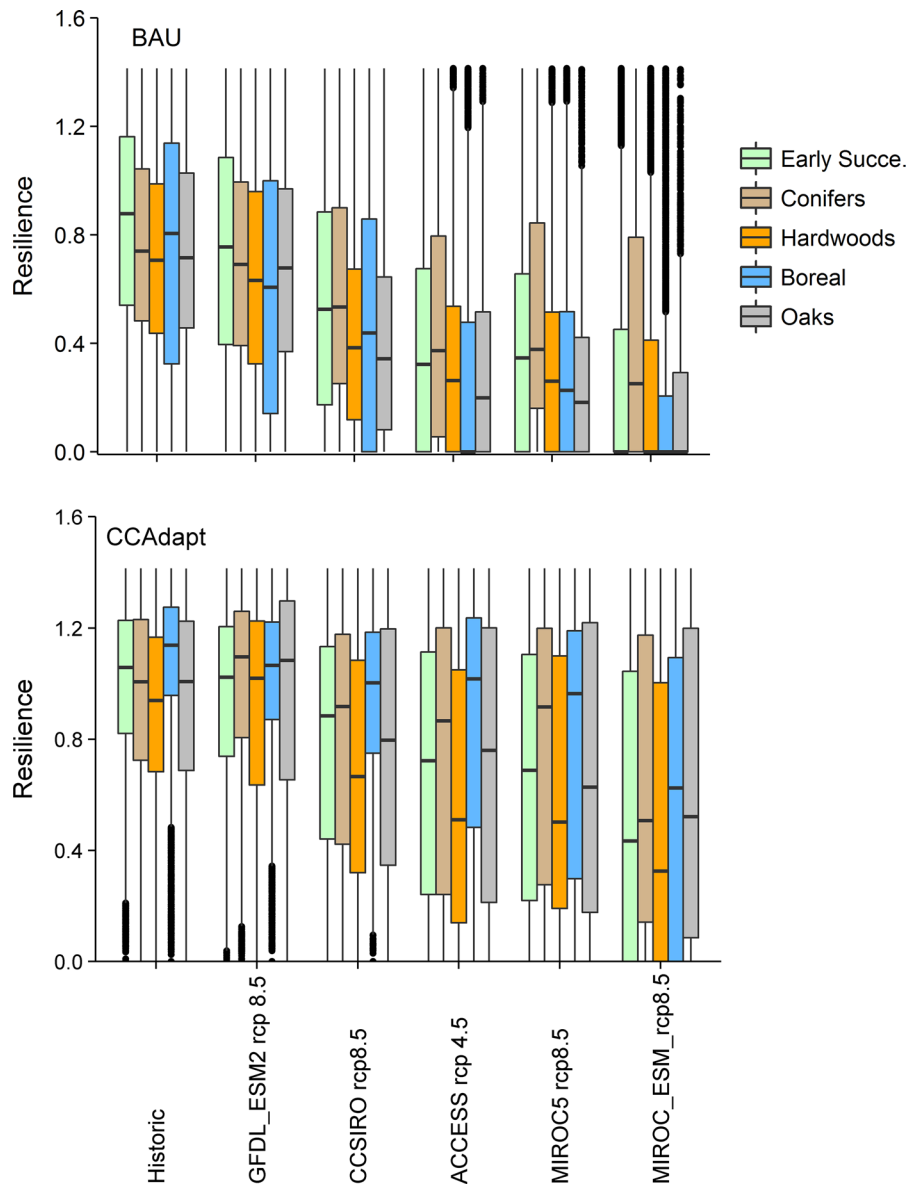 BAU
Resilience
1.6
1.2
0.8
0.4
0.0
Early Succe.
Conifers
Hardwoods
Boreal
Oaks
CCAdapt
Resilience
1.6
1.2
0.8
0.4
0.0
Historic
GFDL_ESM2 rcp 8.5
CCSIRO rcp8.5
ACCESS rcp 4.5
MIROC5 rcp8.5
MIROC_ESM_rcp8.5